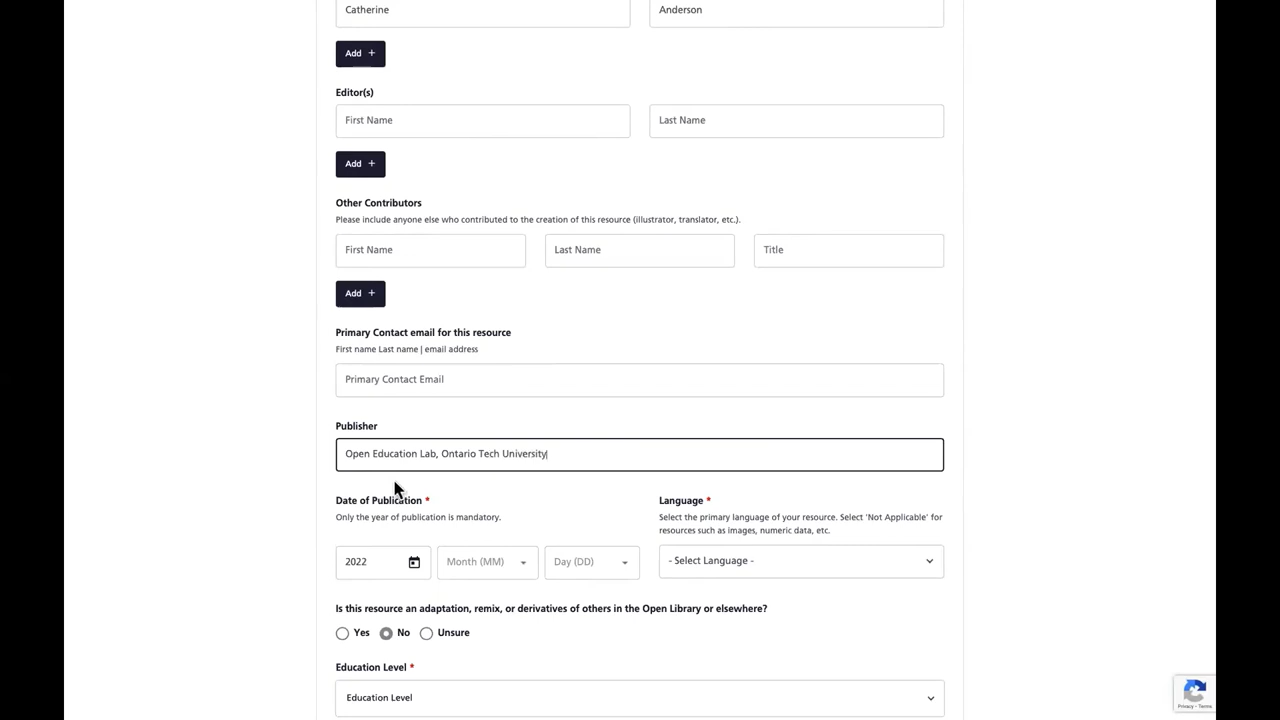 Catherine
Anderson
Add +
Editor(s)
First Name
Last Name
Add +
Other Contributors
Please include anyone else who contributed to the creation of this resource (illustrator, translator, etc.).
First Name
Last Name
Title
Add +
Primary Contact email for this resource
First name Last name | email address
Primary Contact Email
Publisher
Open Education Lab, Ontario Tech University
Date of Publication *
Only the year of publication is mandatory.
2022
Month (MM)
Day (DD)
Language *
Select the primary language of your resource. Select 'Not Applicable' for
resources such as images, numeric data, etc.
- Select Language -
Is this resource an adaptation, remix, or derivatives of others in the Open Library or elsewhere?
Yes
No
Unsure
Education Level *
Education Level
Privacy - Terms